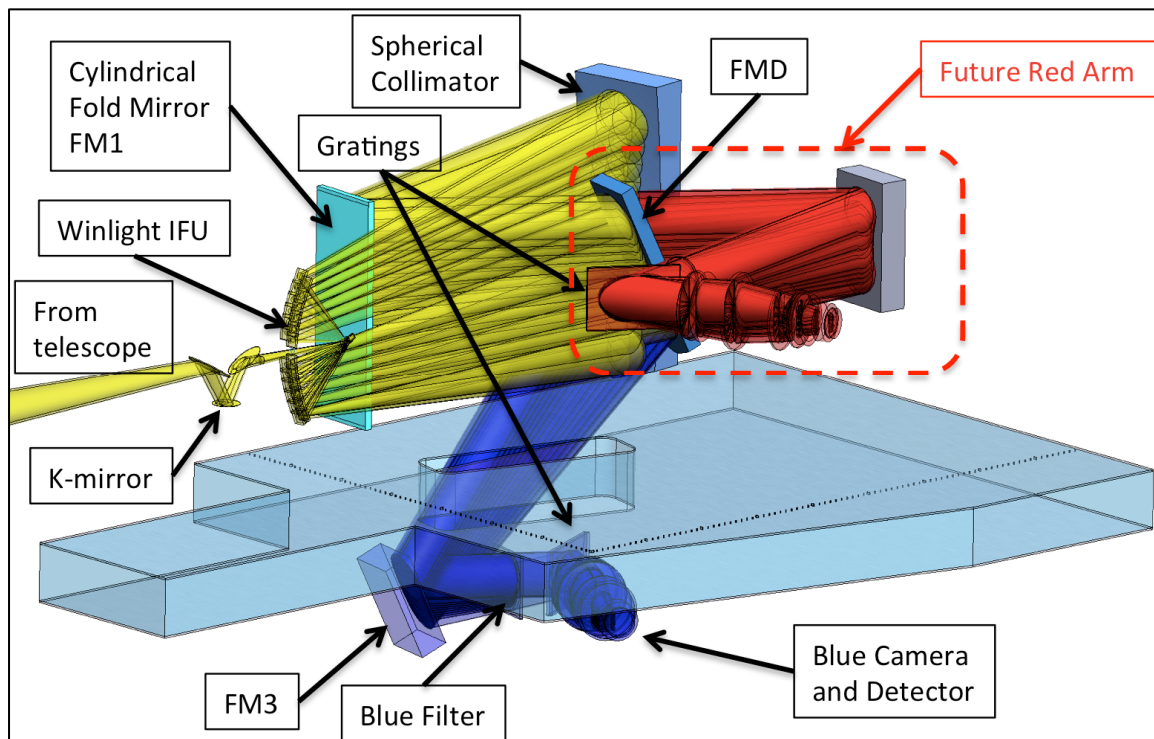 Cylindrical
Fold Mirror
FM1
Spherical
Collimator
FMD
Future Red Arm
Gratings
Winlight IFU
From
telescope
K-mirror
FM3
Blue Filter
Blue Camera
and Detector